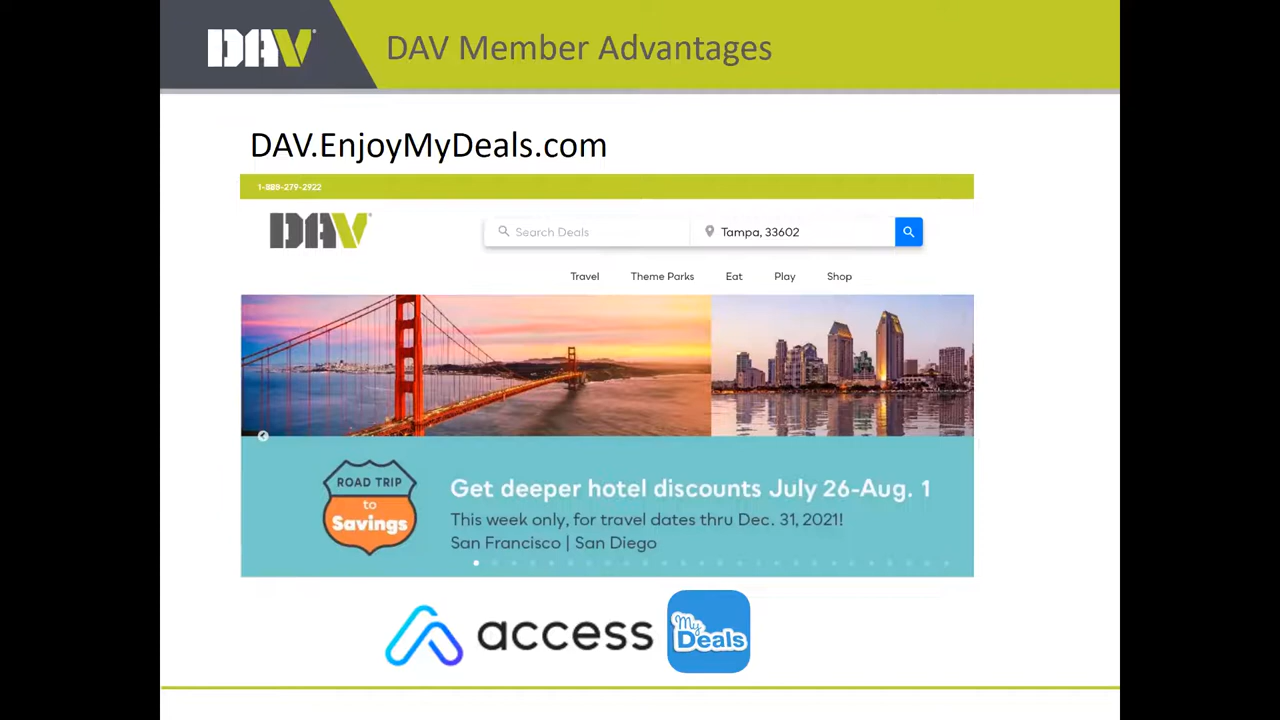 DAV
DAV Member Advantages
DAV.EnjoyMyDeals.com
1-889-279-2922
DAV
Search Deals
Tampa, 33602
Travel Theme Parks Eat Play Shop
ROAD TRIP
to
Savings
Get deeper hotel discounts July 26-Aug. 1
This week only, for travel dates thru Dec. 31, 2021!
San Francisco | San Diego
access
My
Deals